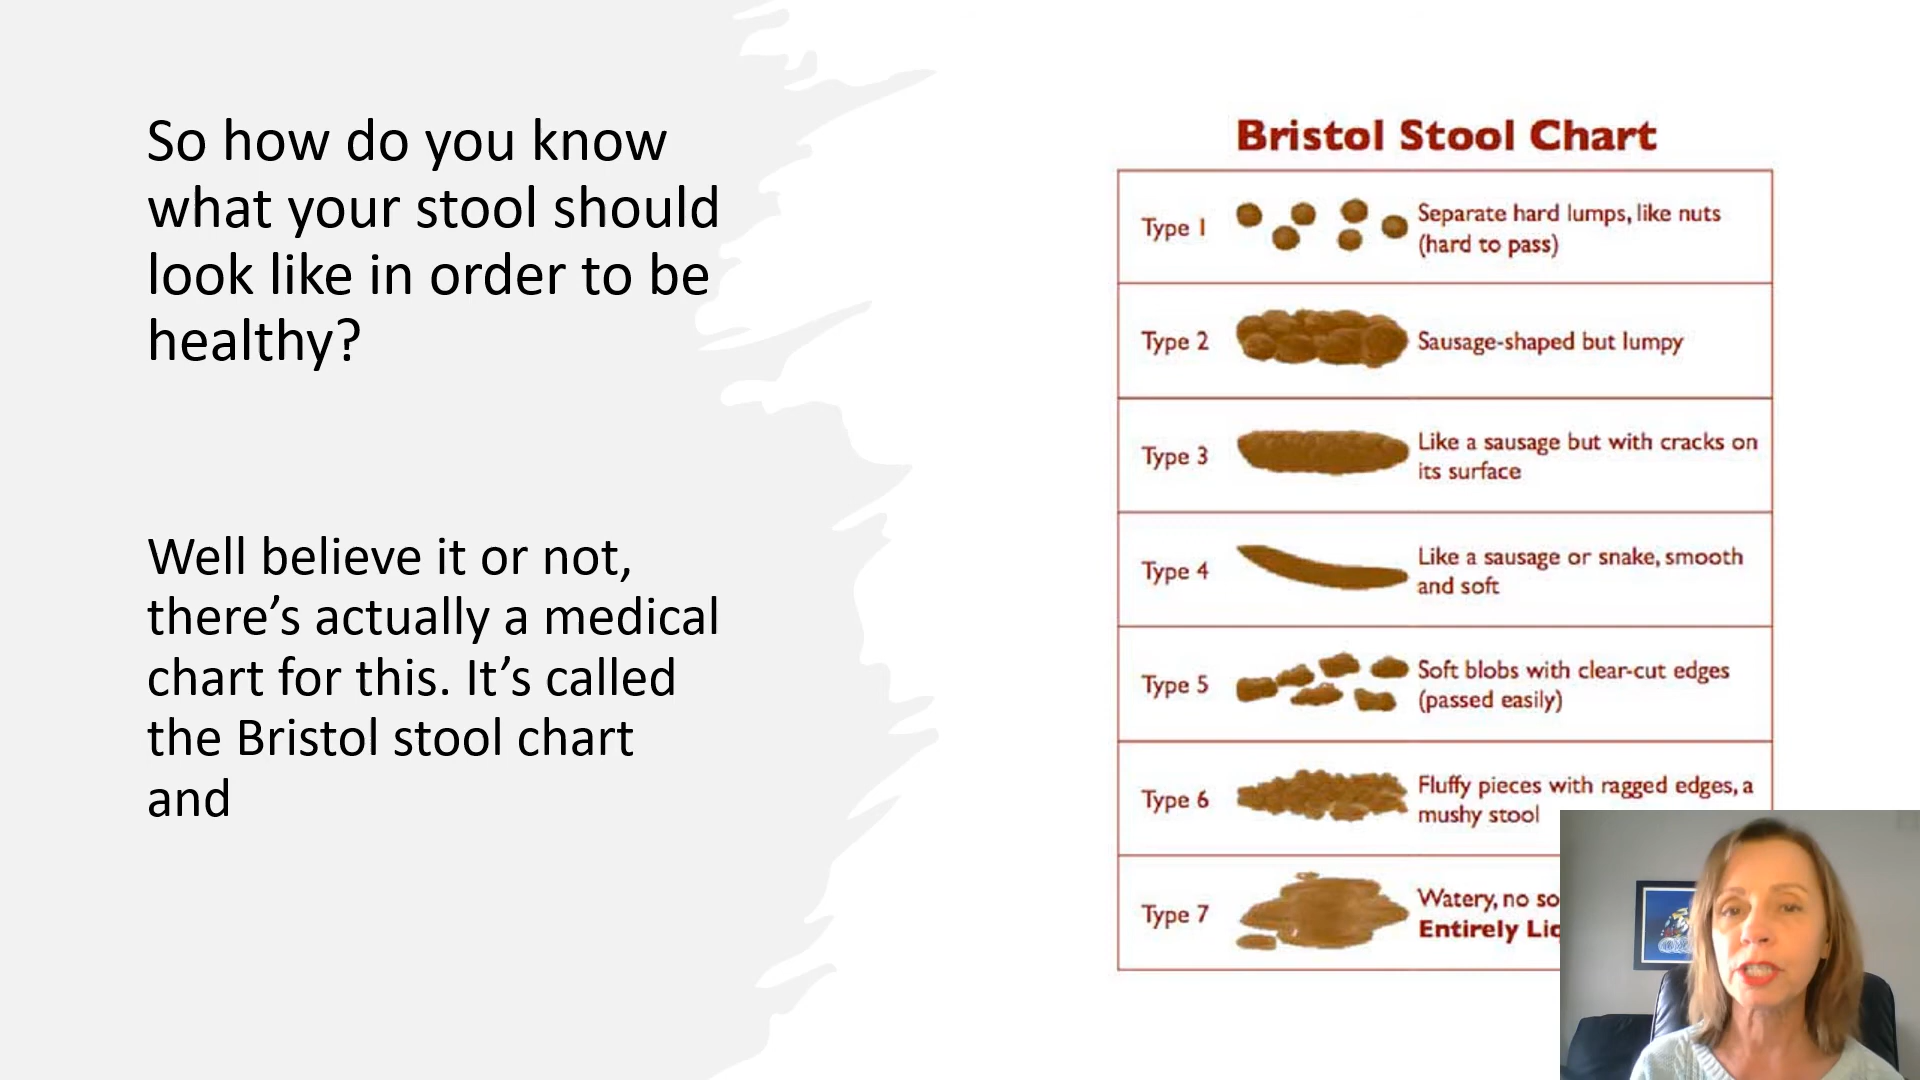 So how do you know
what your stool should
look like in order to be
healthy?
Well believe it or not,
there’s actually a medical
chart for this. It’s called
the Bristol stool chart
and
Bristol Stool Chart
Type 1
Separate hard lumps, like nuts
(hard to pass)
Type 2
Sausage-shaped but lumpy
Type 3
Like a sausage but with cracks on
its surface
Type 4
Like a sausage or snake, smooth
and soft
Type 5
Soft blobs with clear-cut edges
(passed easily)
Type 6
Fluffy pieces with ragged edges, a
mushy stool
Type 7
Watery, no
Entirely